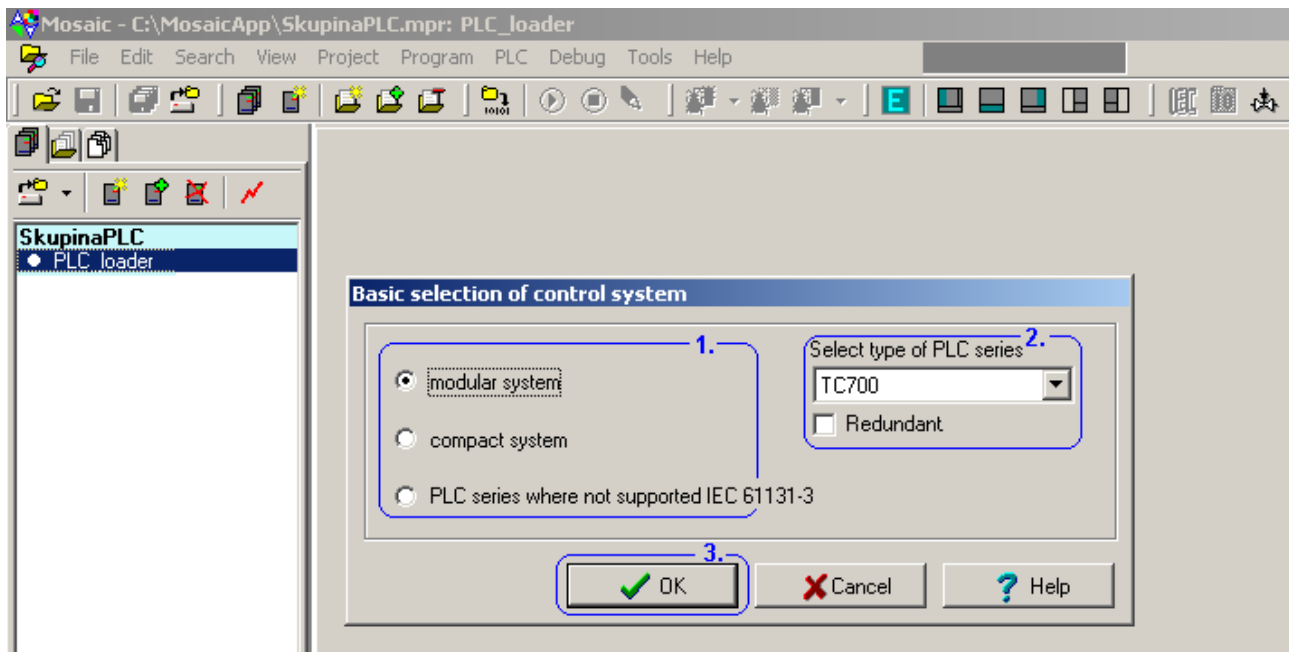 Mosaic - C:\MosaicApp\SkupinaPLC.mpr: PLC_loader
File Edit Search View Project Program PLC Debug Tools Help
SkupinaPLC
PLC_loader
Basic selection of control system
1.
modular system
compact system
PLC series where not supported IEC 61131-3
2.
Select type of PLC series
TC700
Redundant
3.
OK
Cancel
Help